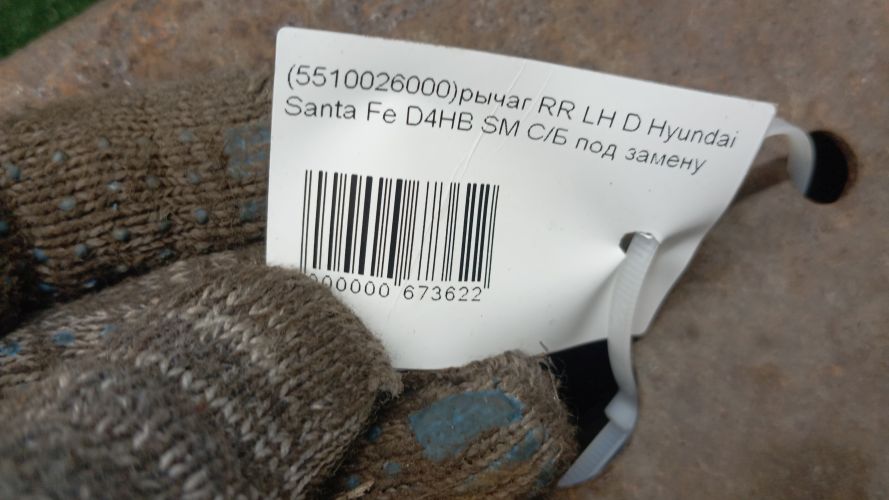 (5510026000)рычаг RR LH D Hyundai
Santa Fe D4HB SM С/Б под замену
000000 673622